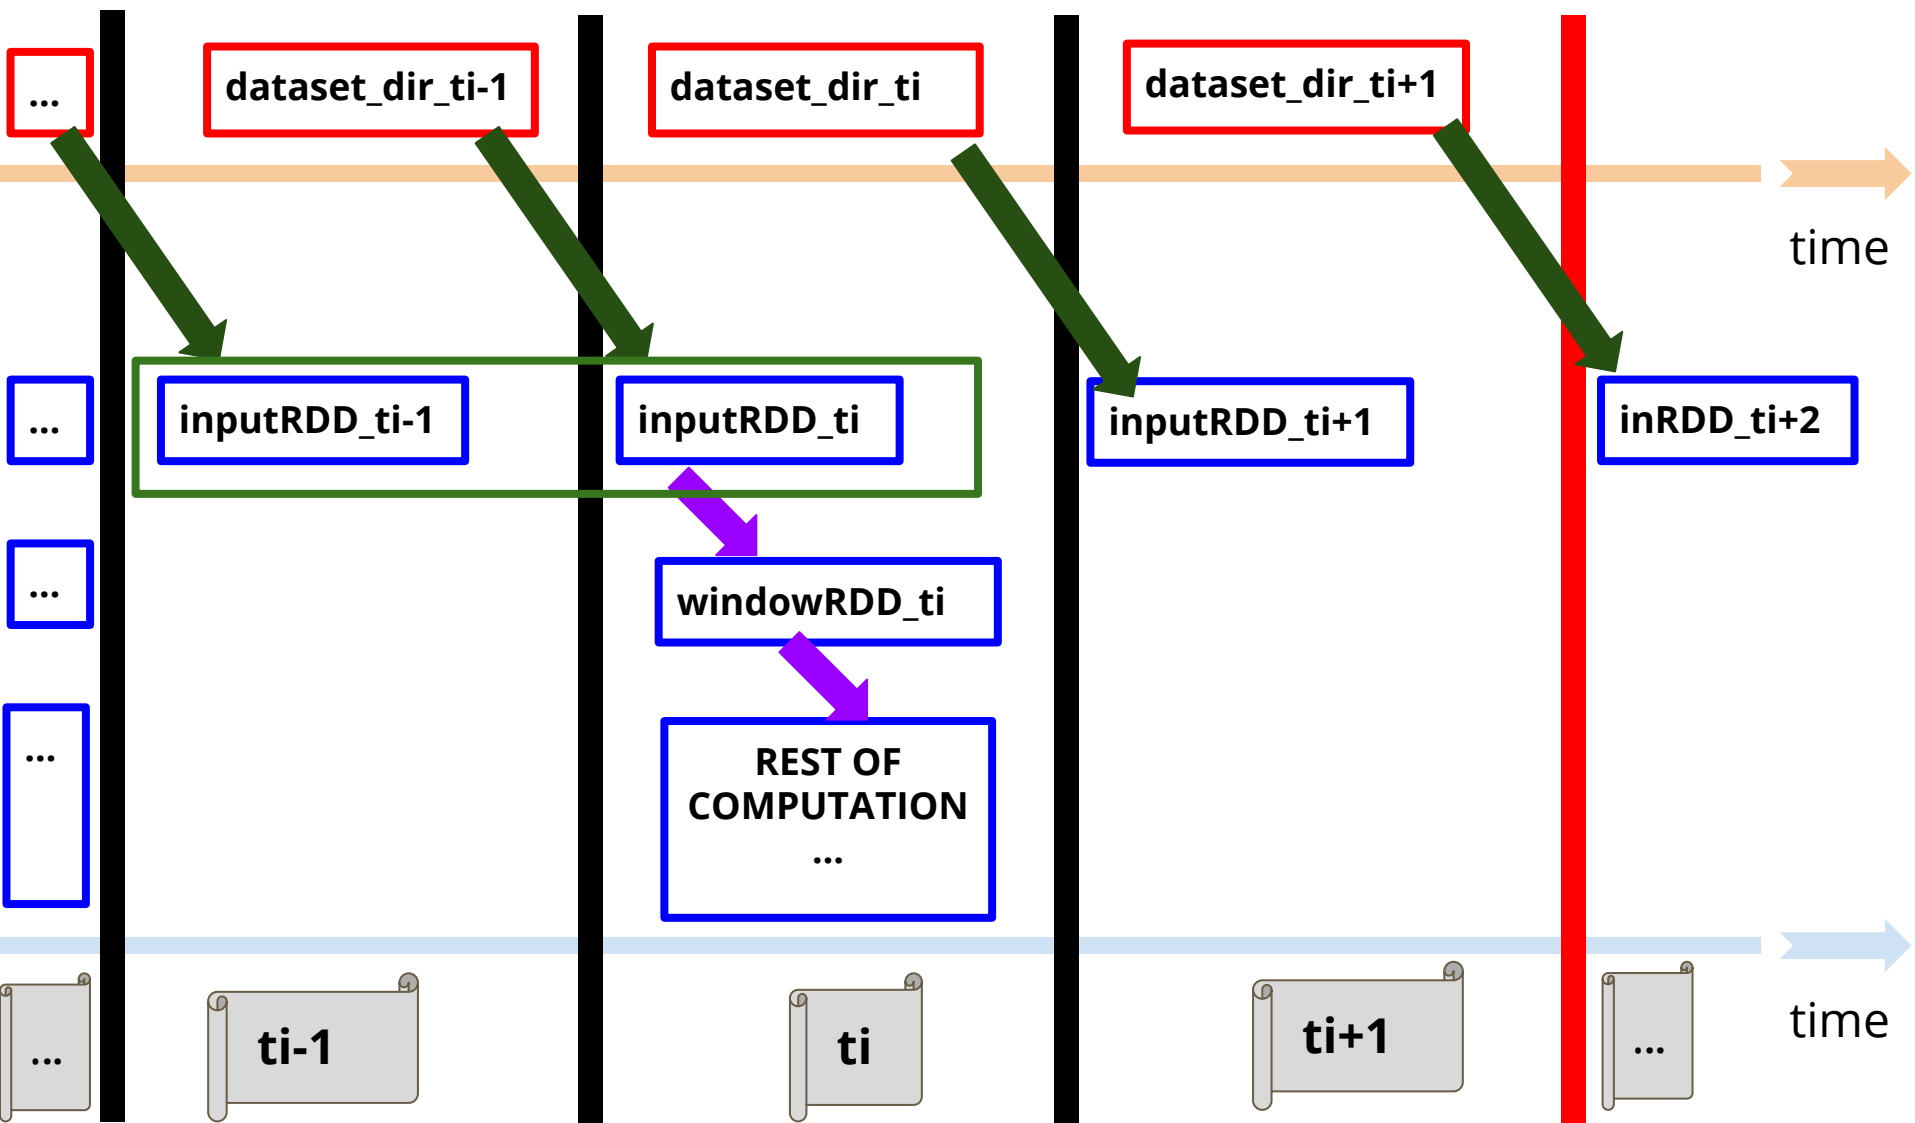 ...
dataset_dir_ti-1
dataset_dir_ti
dataset_dir_ti+1
time
...
inputRDD_ti-1
inputRDD_ti
inputRDD_ti+1
inRDD_ti+2
...
windowRDD_ti
...
REST OF
COMPUTATION
...
...
ti-1
ti
ti+1
...
time